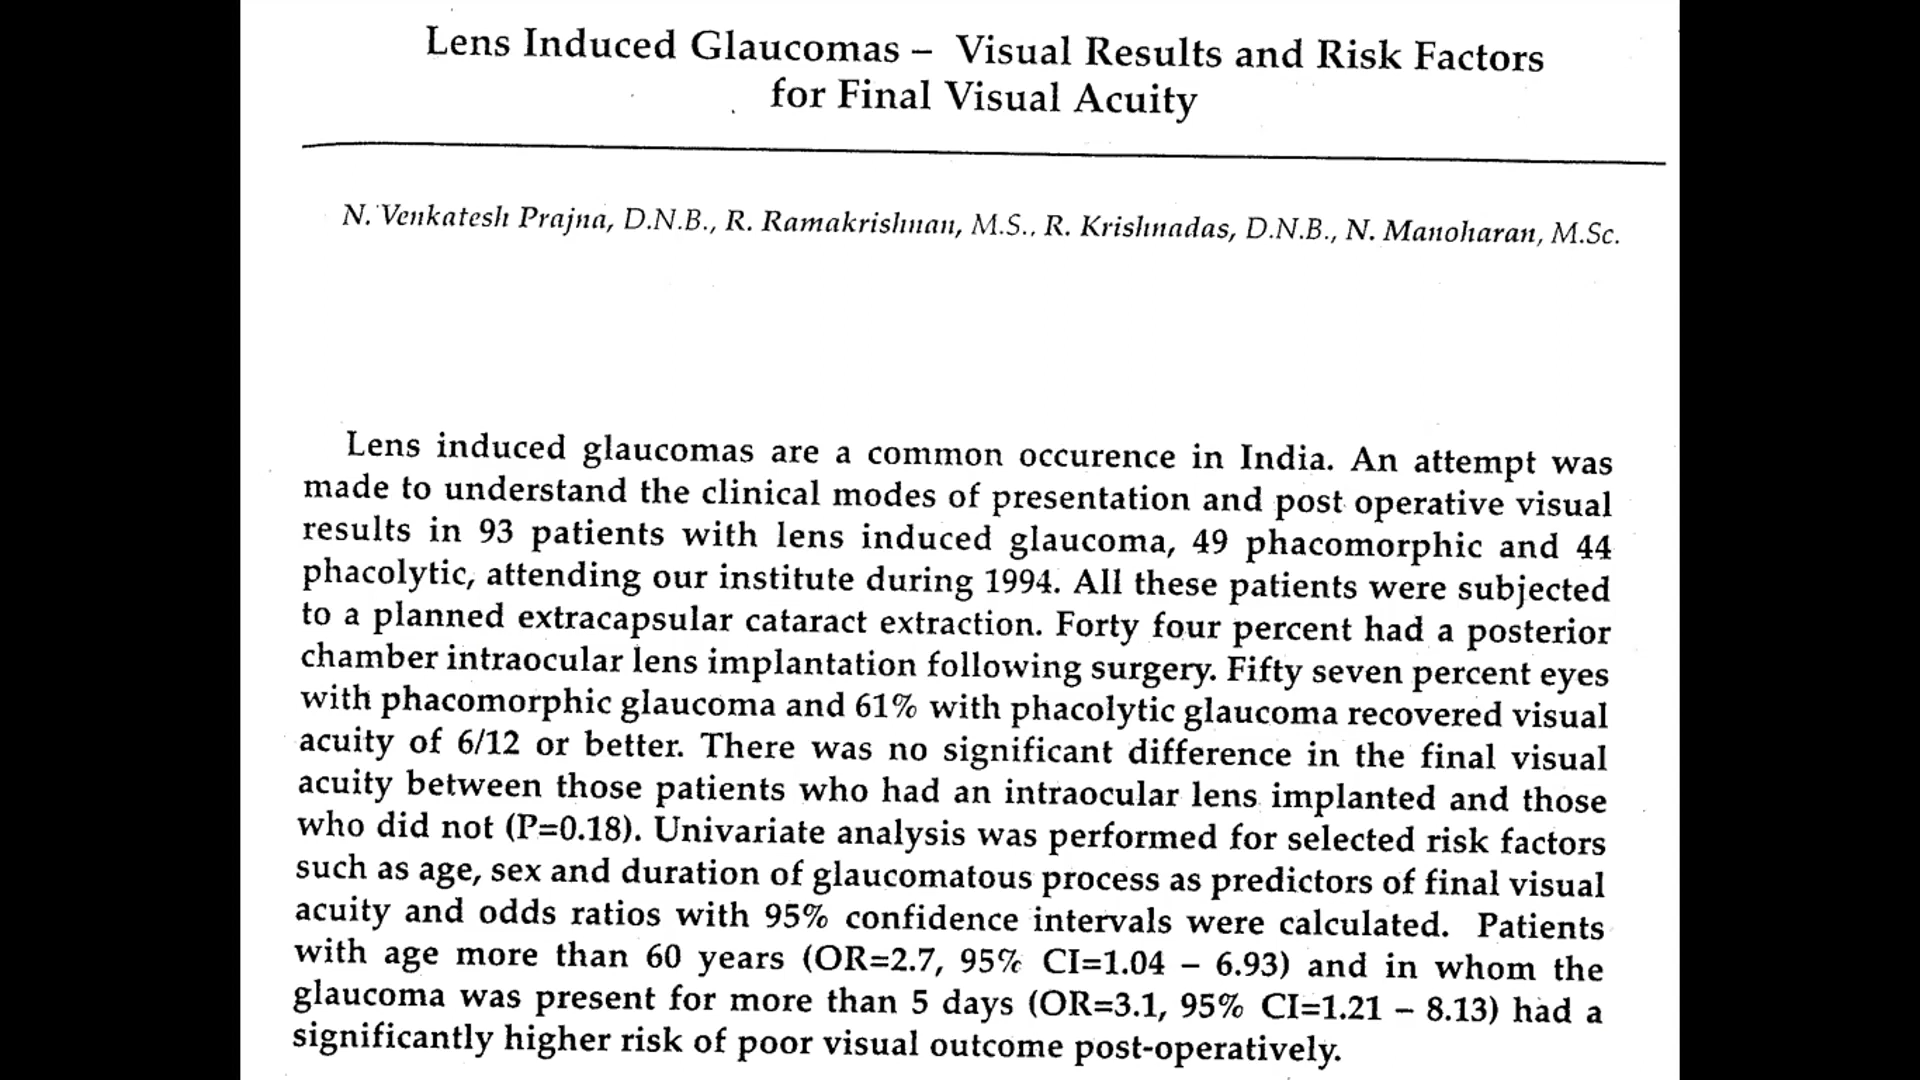 Lens Induced Glaucomas – Visual Results and Risk Factors
for Final Visual Acuity
N. Venkatesh Prajna, D.N.B., R. Ramakrishnan, M.S., R. Krishnadas, D.N.B., N. Manoharan, M.Sc.
Lens induced glaucomas are a common occurence in India. An attempt was
made to understand the clinical modes of presentation and post operative visual
results in 93 patients with lens induced glaucoma, 49 phacomorphic and 44
phacolytic, attending our institute during 1994. All these patients were subjected
to a planned extracapsular cataract extraction. Forty four percent had a posterior
chamber intraocular lens implantation following surgery. Fifty seven percent eyes
with phacomorphic glaucoma and 61% with phacolytic glaucoma recovered visual
acuity of 6/12 or better. There was no significant difference in the final visual
acuity between those patients who had an intraocular lens implanted and those
who did not (P=0.18). Univariate analysis was performed for selected risk factors
such as age, sex and duration of glaucomatous process as predictors of final visual
acuity and odds ratios with 95% confidence intervals were calculated. Patients
with age more than 60 years (OR=2.7, 95% CI=1.04 – 6.93) and in whom the
glaucoma was present for more than 5 days (OR=3.1, 95% CI=1.21 – 8.13) had a
significantly higher risk of poor visual outcome post-operatively.